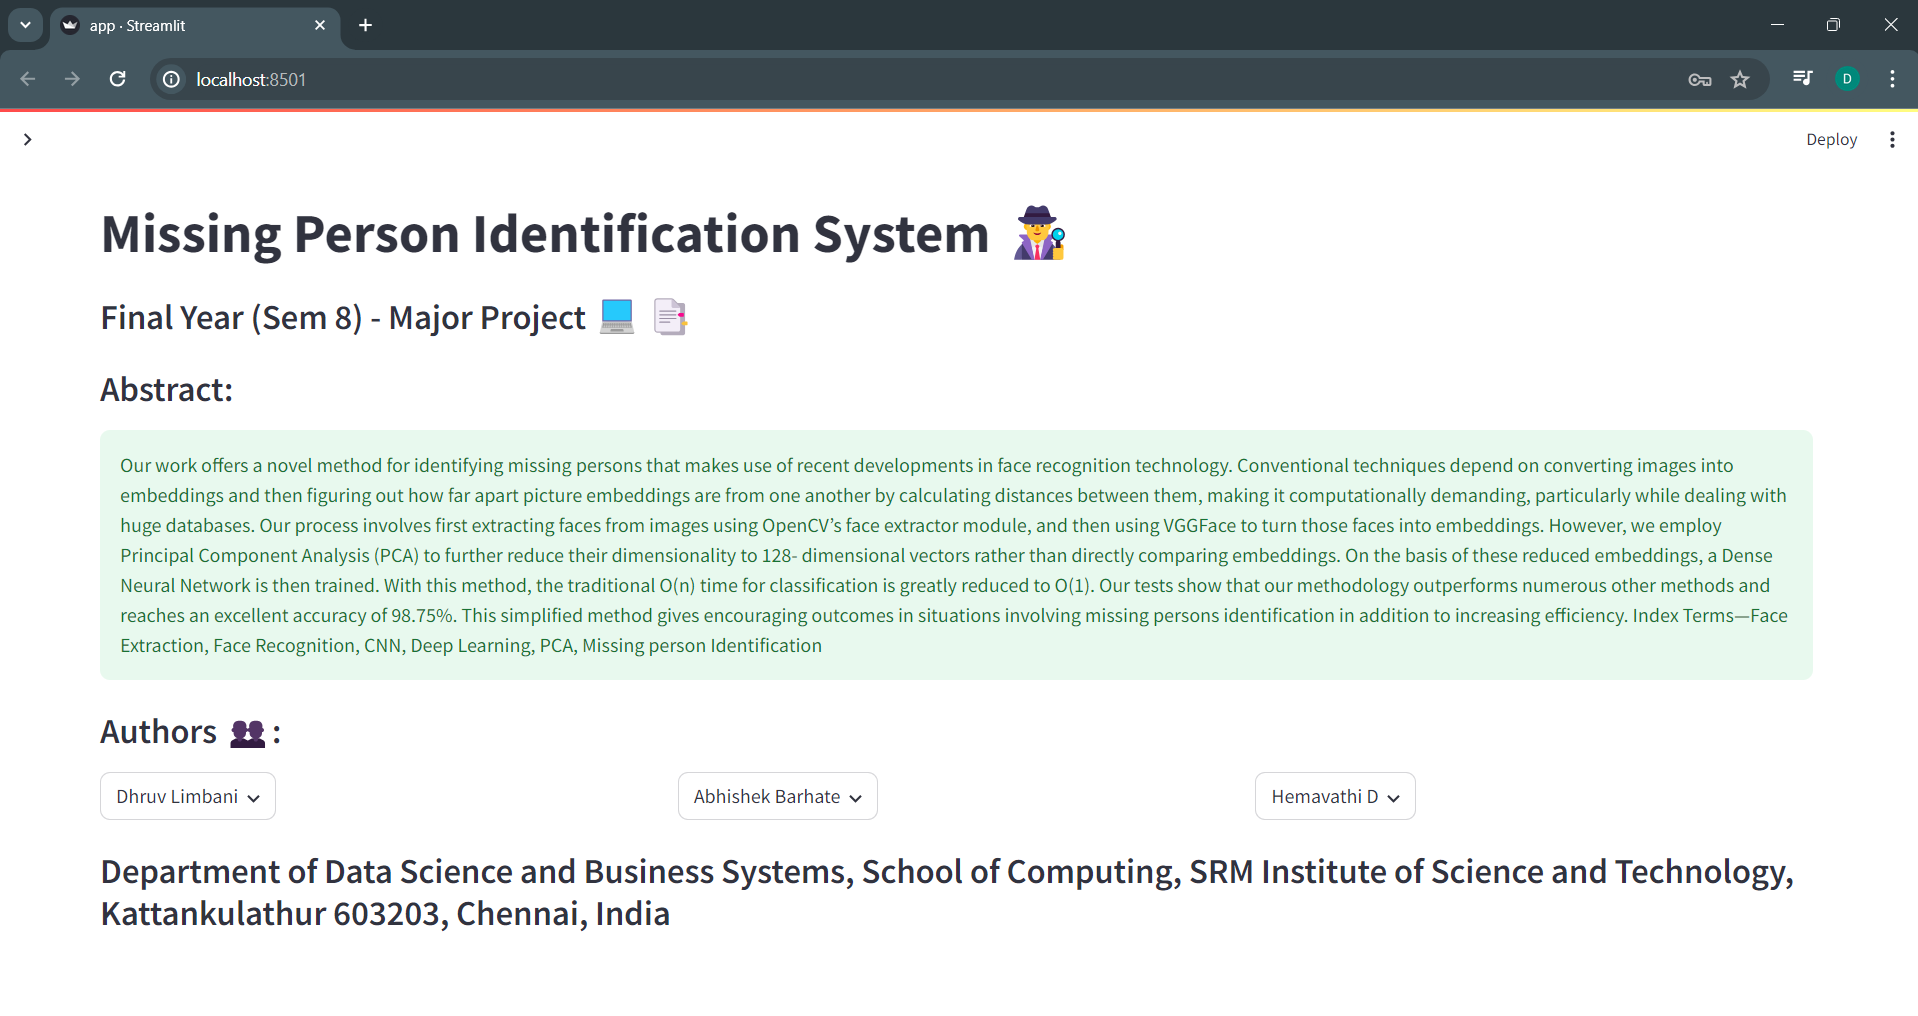 app · Streamlit
localhost:8501
D
Deploy
Missing Person Identification System
Final Year (Sem 8) - Major Project
Abstract:
Our work offers a novel method for identifying missing persons that makes use of recent developments in face recognition technology. Conventional techniques depend on converting images into
embeddings and then figuring out how far apart picture embeddings are from one another by calculating distances between them, making it computationally demanding, particularly while dealing with
huge databases. Our process involves first extracting faces from images using OpenCV’s face extractor module, and then using VGGFace to turn those faces into embeddings. However, we employ
Principal Component Analysis (PCA) to further reduce their dimensionality to 128- dimensional vectors rather than directly comparing embeddings. On the basis of these reduced embeddings, a Dense
Neural Network is then trained. With this method, the traditional O(n) time for classification is greatly reduced to O(1). Our tests show that our methodology outperforms numerous other methods and
reaches an excellent accuracy of 98.75%. This simplified method gives encouraging outcomes in situations involving missing persons identification in addition to increasing efficiency. Index Terms—Face
Extraction, Face Recognition, CNN, Deep Learning, PCA, Missing person Identification
Authors :
Dhruv Limbani
Abhishek Barhate
Hemavathi D
Department of Data Science and Business Systems, School of Computing, SRM Institute of Science and Technology,
Kattankulathur 603203, Chennai, India